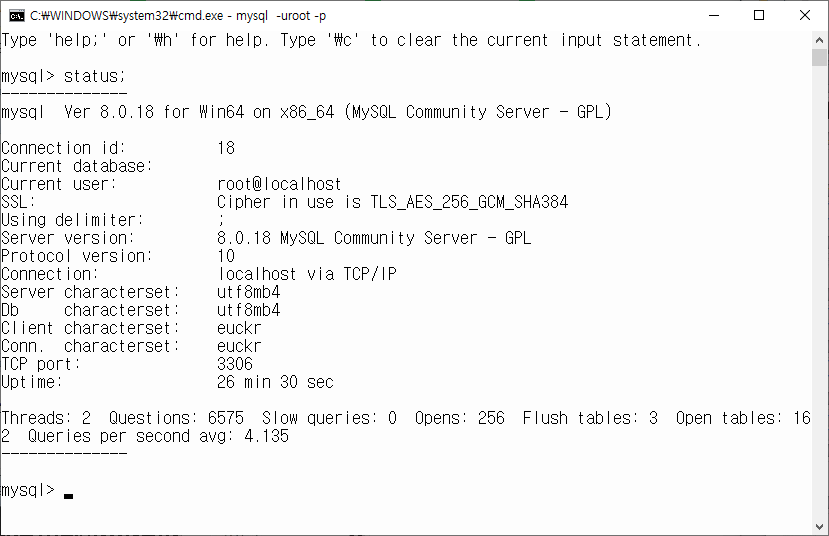 C:₩WINDOWS₩system32₩cmd.exe - mysql  -uroot -p
Type 'help;' or '₩h' for help. Type '₩c' to clear the current input statement.
mysql> status;
--------------
mysql  Ver 8.0.18 for Win64 on x86_64 (MySQL Community Server - GPL)
Connection id:          18
Current database:
Current user:           root@localhost
SSL:                    Cipher in use is TLS_AES_256_GCM_SHA384
Using delimiter:        ;
Server version:         8.0.18 MySQL Community Server - GPL
Protocol version:       10
Connection:             localhost via TCP/IP
Server characterset:    utf8mb4
Db     characterset:    utf8mb4
Client characterset:    euckr
Conn.  characterset:    euckr
TCP port:               3306
Uptime:                 26 min 30 sec
Threads: 2  Questions: 6575  Slow queries: 0  Opens: 256  Flush tables: 3  Open tables: 16
2  Queries per second avg: 4.135
--------------
mysql>